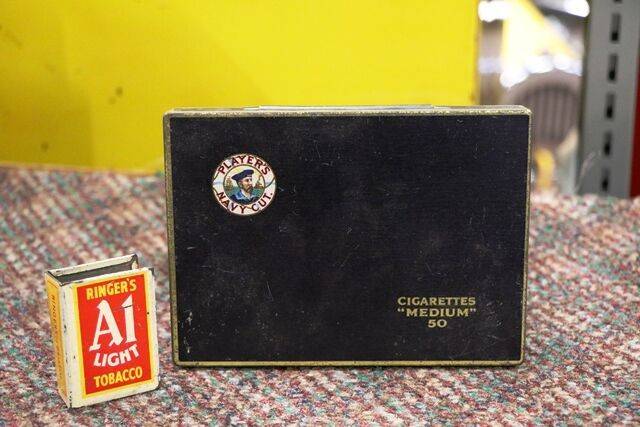 PLAYER'S
NAVY CUT.
CIGARETTES
"MEDIUM"
50
RINGER'S
A1
LIGHT
TOBACCO